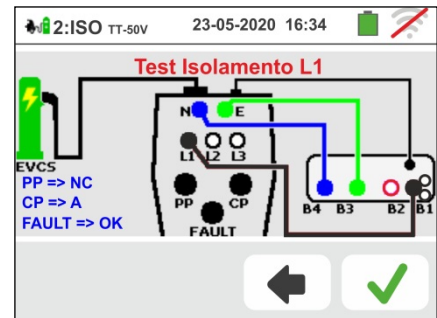 2:ISO TT-50V 23-05-2020 16:34
Test Isolamento L1
N E
L1 L2 L3
EVCS
PP => NC
CP => A
FAULT => OK
PP CP
FAULT
B4 B3 B2 B1